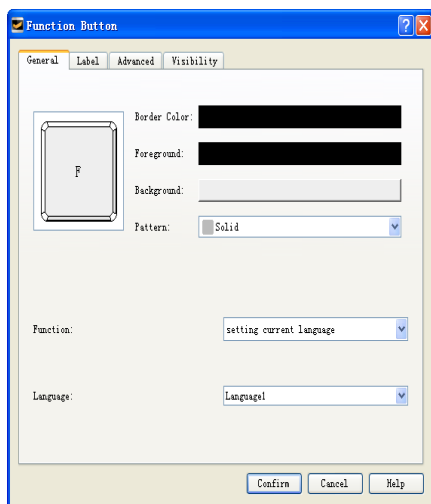 Function Button
General Label Advanced Visibility
Border Color:
F
Foreground:
Background:
Pattern: Solid
Function: setting current language
Language: Language1
Confirm Cancel Help